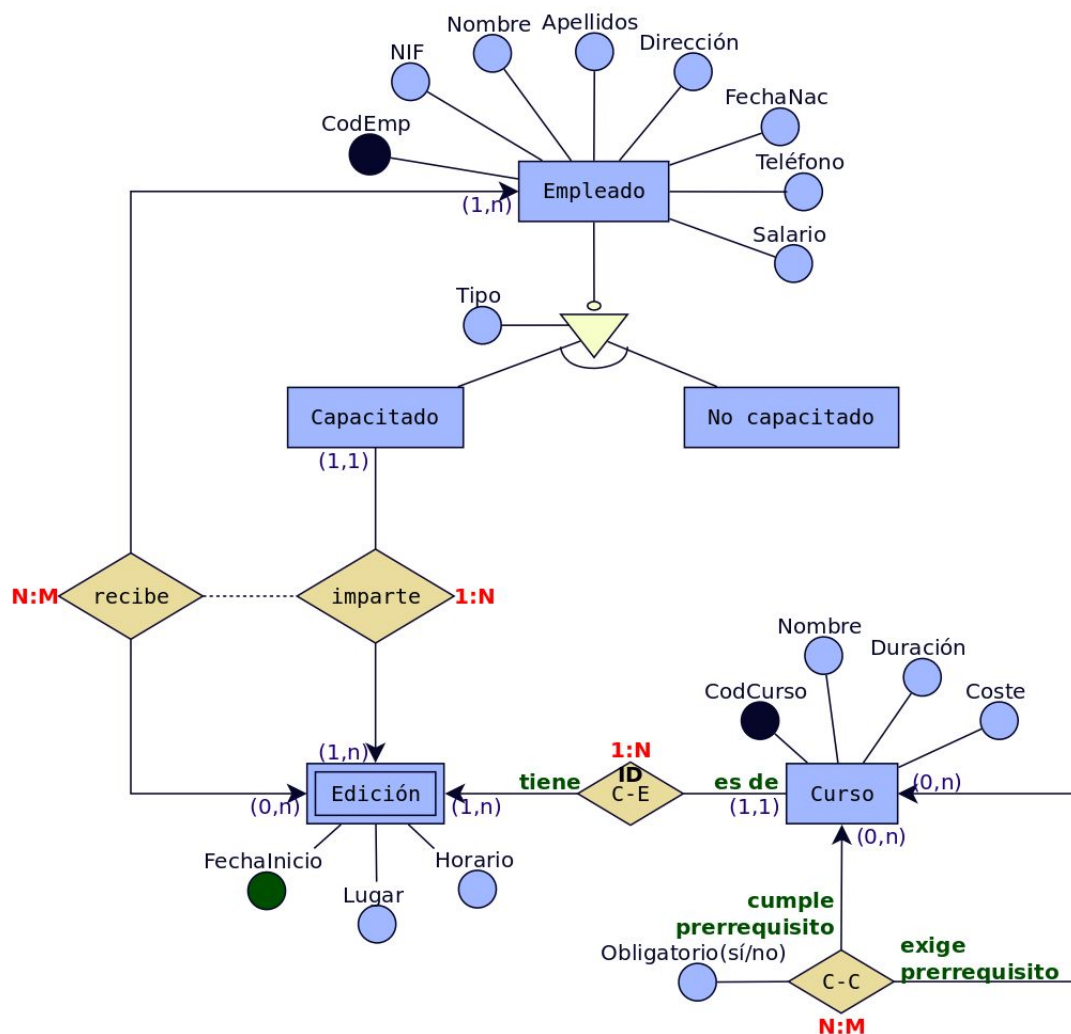 Apellidos
Nombre
Dirección
NIF
FechaNac
CodEmp
Teléfono
Empleado
(1,n)
Salario
Tipo
Capacitado
No capacitado
(1,1)
N:M
recibe
imparte
1:N
Nombre
Duración
CodCurso
Coste
(1,n)
1:N
ID
tiene
C-E
es de
Edición
Curso
(0,n)
(0,n)
(1,n)
(1,1)
(0,n)
FechaInicio
Horario
Lugar
cumple
prerrequisito
Obligatorio(sí/no)
exige
prerrequisito
C-C
N:M